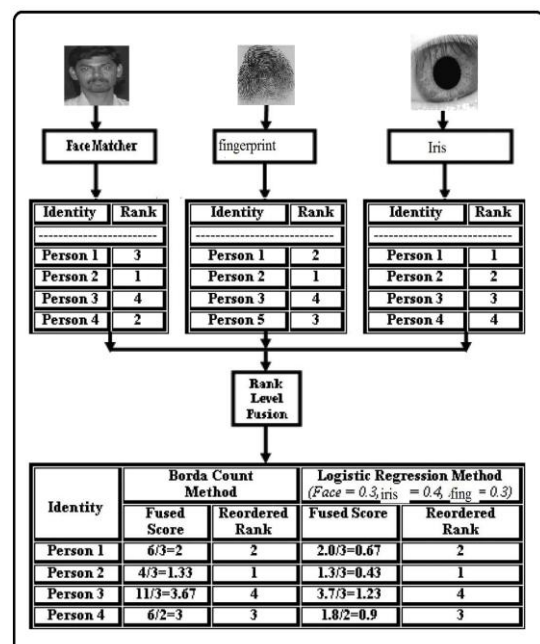 Face Matcher
fingerprint
Iris
Identity Rank
------------------------
Person 1 3
Person 2 1
Person 3 4
Person 4 2
Identity Rank
------------------------
Person 1 2
Person 2 1
Person 3 4
Person 5 3
Identity Rank
------------------------
Person 1 1
Person 2 2
Person 3 3
Person 4 4
Rank
Level
Fusion
Identity
Borda Count
Method
Logistic Regression Method
(Face = 0.3, iris = 0.4, fing = 0.3)
Fused Score Reordered Rank Fused Score Reordered Rank
Person 1 6/3=2 2 2.0/3=0.67 2
Person 2 4/3=1.33 1 1.3/3=0.43 1
Person 3 11/3=3.67 4 3.7/3=1.23 4
Person 4 6/2=3 3 1.8/2=0.9 3